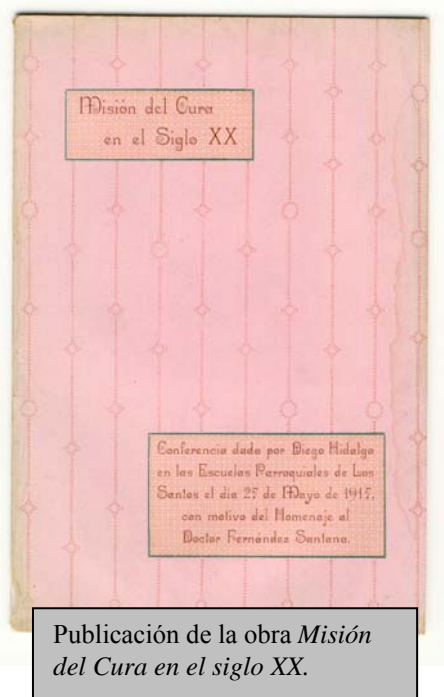 Misión del Cura
en el Siglo XX
Conferencia dada por Diego Hidalgo
en las Escuelas Parroquiales de Los
Santos el día 27 de Mayo de 1917,
con motivo del Homenaje al
Doctor Fernández Santana.
Publicación de la obra Misión
del Cura en el siglo XX.